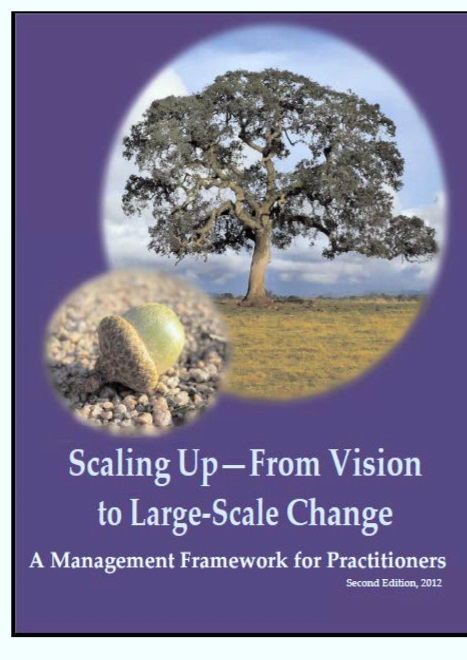 Scaling Up—From Vision
to Large-Scale Change
A Management Framework for Practitioners
Second Edition, 2012